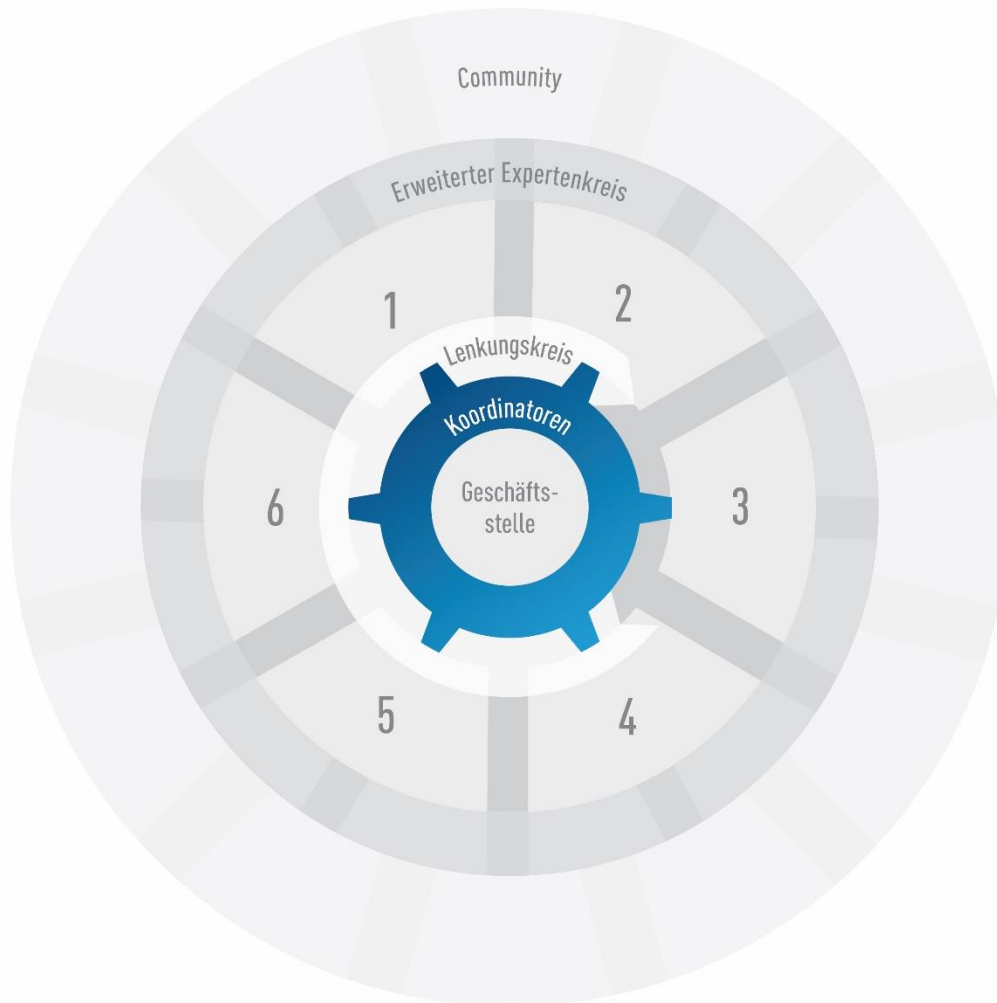 Community
Erweiterter Expertenkreis
1
2
Lenkungskreis
Koordinatoren
Geschäfts-
stelle
6
3
5
4